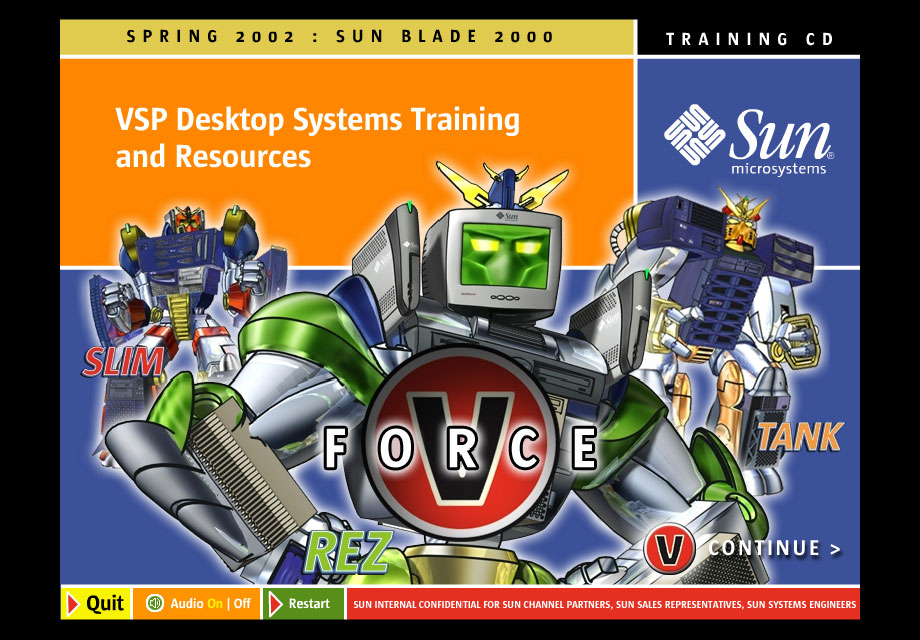 SPRING 2002 : SUN BLADE 2000
TRAINING CD
VSP Desktop Systems Training
and Resources
Sun®
microsystems
Sun
SLIM
V
FORCE
TANK
REZ
V CONTINUE >
Quit
Audio On | Off
Restart
SUN INTERNAL CONFIDENTIAL FOR SUN CHANNEL PARTNERS, SUN SALES REPRESENTATIVES, SUN SYSTEMS ENGINEERS